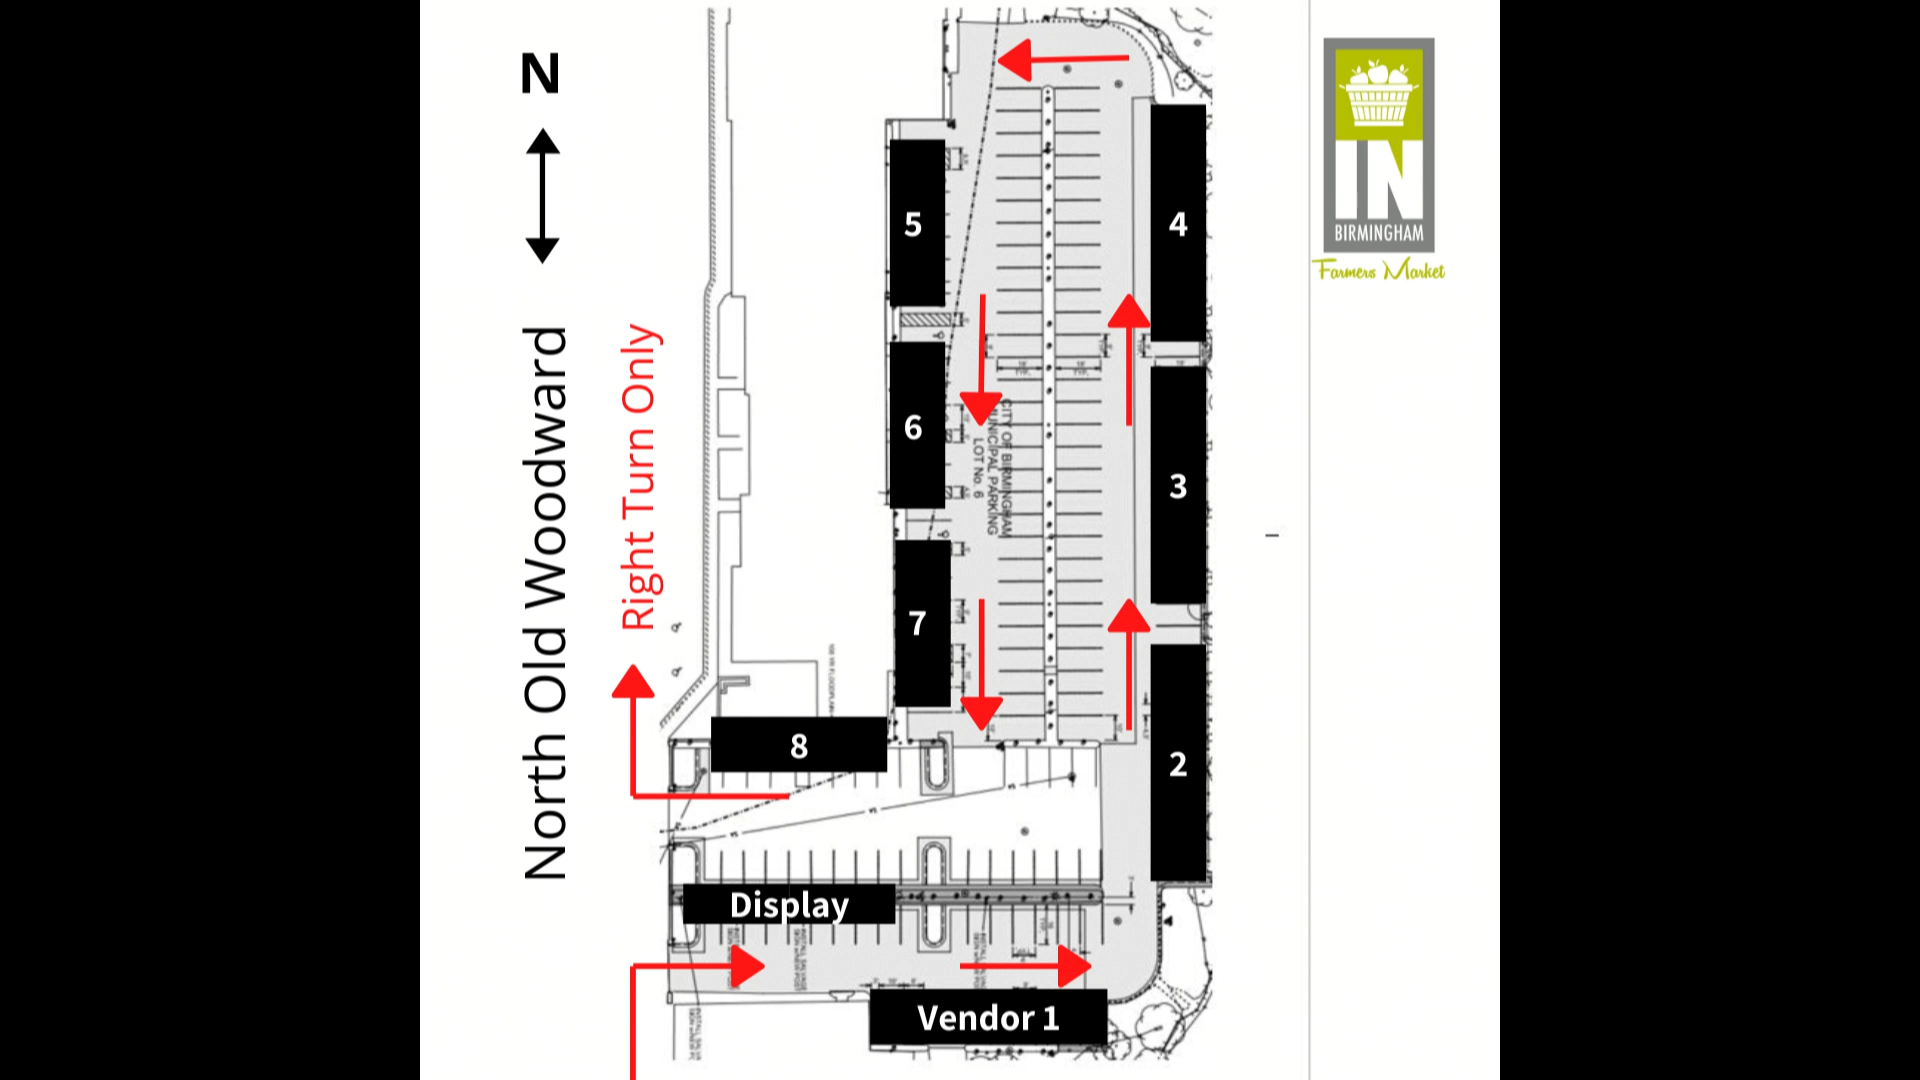 N
North Old Woodward
Right Turn Only
5
4
6
3
7
2
8
Display
Vendor 1
CITY OF BIRMINGHAM
MUNICIPAL PARKING
LOT No. 6
IN
BIRMINGHAM
Farmers Market